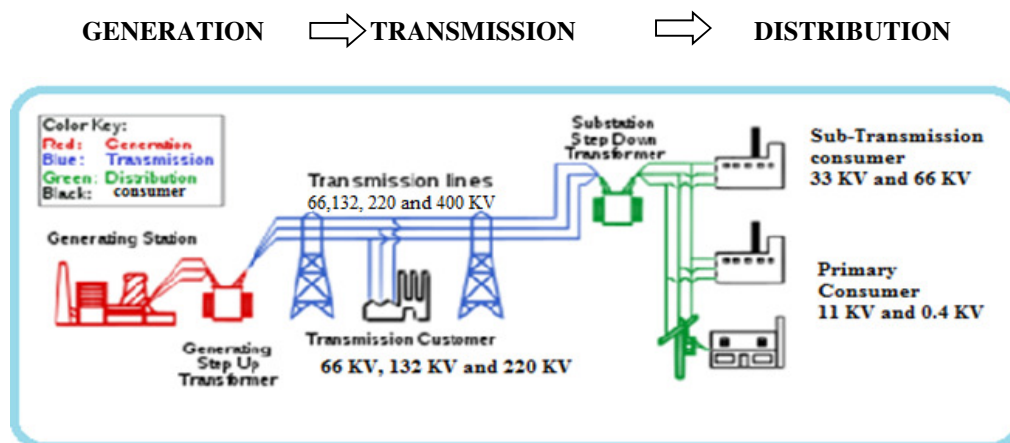 GENERATION TRANSMISSION DISTRIBUTION
Color Key:
Red: Generation
Blue: Transmission
Green: Distribution
Black: consumer
Generating Station
Generating
Step Up
Transformer
Transmission lines
66,132, 220 and 400 KV
Transmission Customer
66 KV, 132 KV and 220 KV
Substation
Step Down
Transformer
Sub-Transmission
consumer
33 KV and 66 KV
Primary
Consumer
11 KV and 0.4 KV